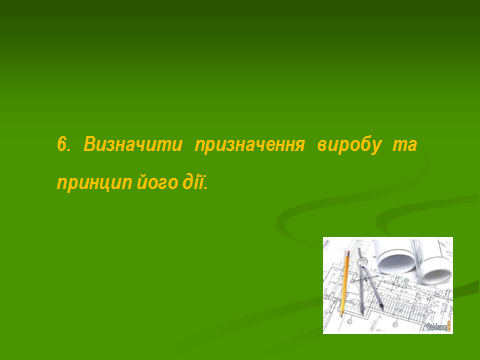 6. Визначити призначення виробу та
принцип його дії.